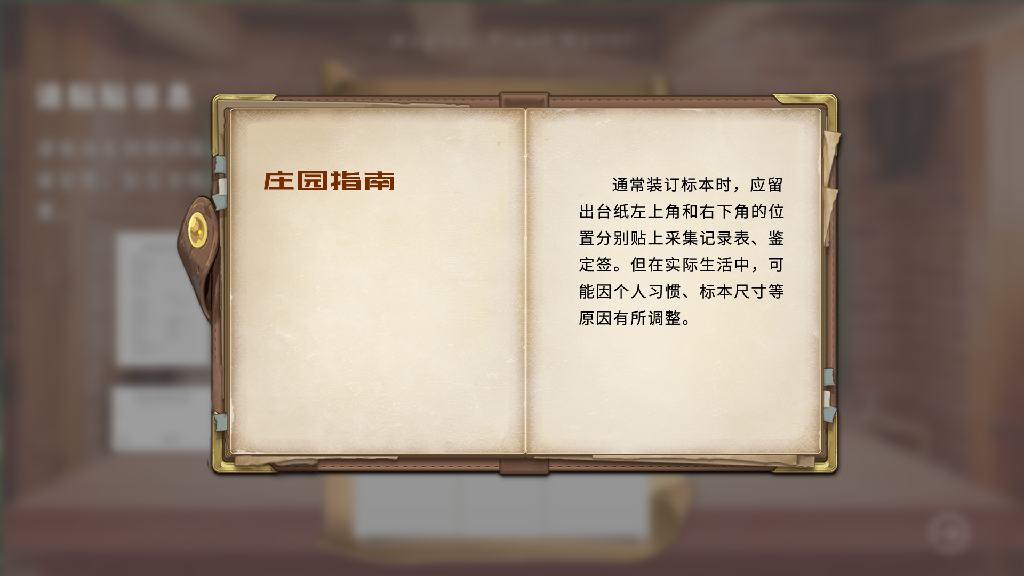 庄园指南
通常装订标本时，应留
出台纸左上角和右下角的位
置分别贴上采集记录表、鉴
定签。但在实际生活中，可
能因个人习惯、标本尺寸等
原因有所调整。